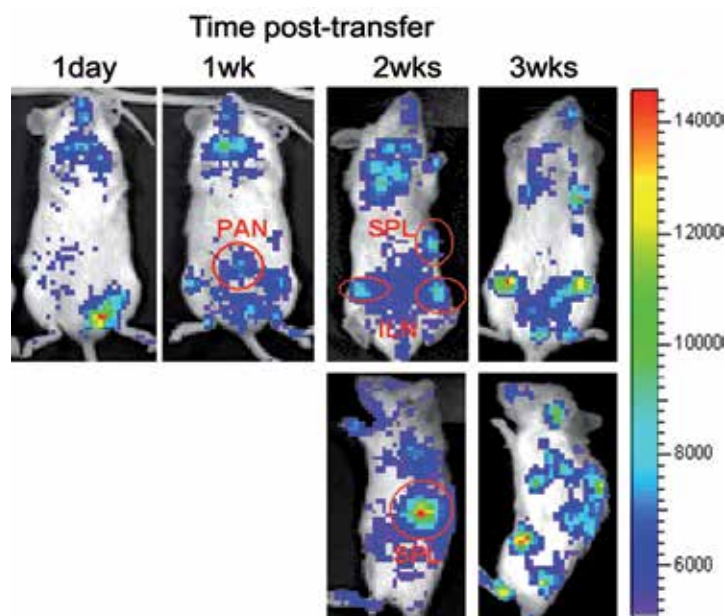 Time post-transfer
1day 1wk 2wks 3wks
PAN
SPL
ILN
SPL
14000
12000
10000
8000
6000